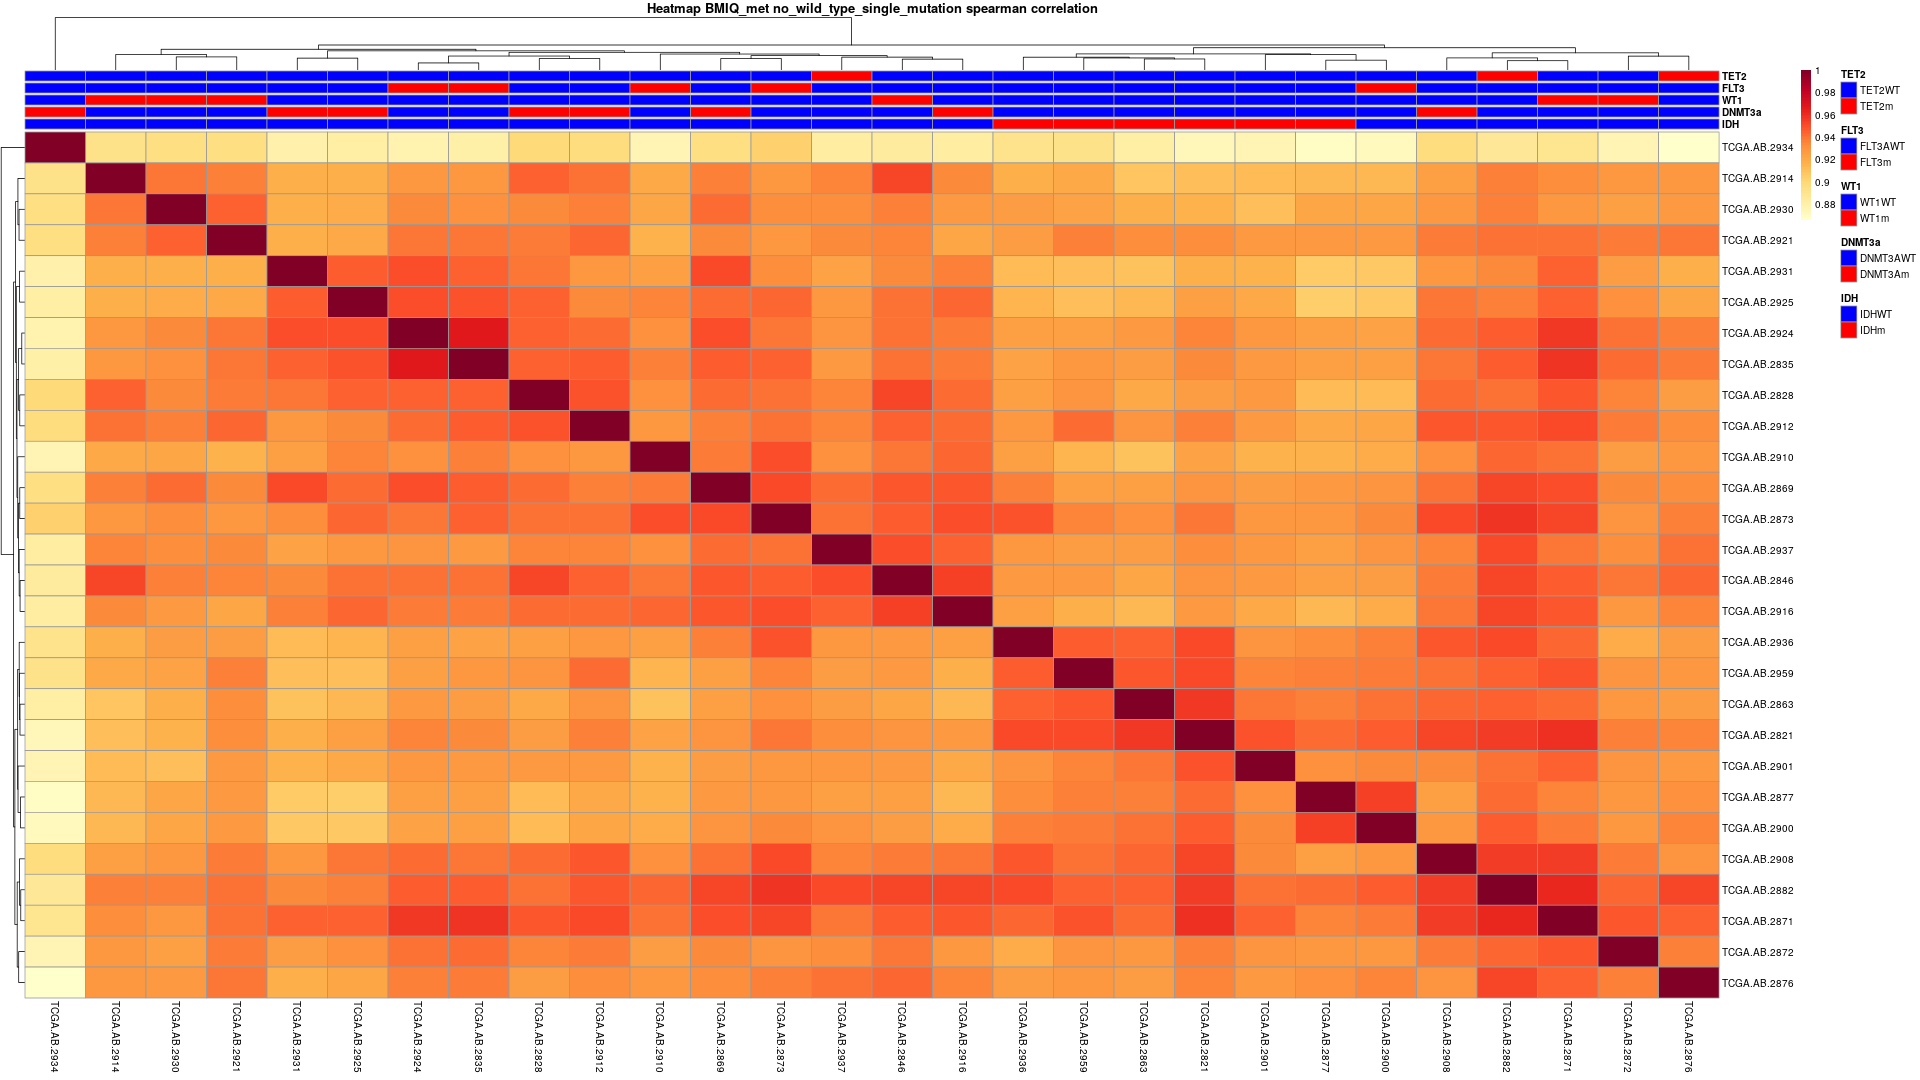 Heatmap BMIQ_met no_wild_type_single_mutation spearman correlation
TET2
FLT3
WT1
DNMT3a
IDH
TCGA.AB.2934
TCGA.AB.2914
TCGA.AB.2930
TCGA.AB.2921
TCGA.AB.2931
TCGA.AB.2925
TCGA.AB.2924
TCGA.AB.2835
TCGA.AB.2828
TCGA.AB.2912
TCGA.AB.2910
TCGA.AB.2869
TCGA.AB.2873
TCGA.AB.2937
TCGA.AB.2846
TCGA.AB.2916
TCGA.AB.2936
TCGA.AB.2959
TCGA.AB.2863
TCGA.AB.2821
TCGA.AB.2901
TCGA.AB.2877
TCGA.AB.2900
TCGA.AB.2908
TCGA.AB.2882
TCGA.AB.2871
TCGA.AB.2872
TCGA.AB.2876
1
0.98
0.96
0.94
0.92
0.9
0.88
TET2
TET2WT
TET2m
FLT3
FLT3AWT
FLT3m
WT1
WT1WT
WT1m
DNMT3a
DNMT3AWT
DNMT3Am
IDH
IDHWT
IDHm
TCGA.AB.2934
TCGA.AB.2914
TCGA.AB.2930
TCGA.AB.2921
TCGA.AB.2931
TCGA.AB.2925
TCGA.AB.2924
TCGA.AB.2835
TCGA.AB.2828
TCGA.AB.2912
TCGA.AB.2910
TCGA.AB.2869
TCGA.AB.2873
TCGA.AB.2937
TCGA.AB.2846
TCGA.AB.2916
TCGA.AB.2936
TCGA.AB.2959
TCGA.AB.2863
TCGA.AB.2821
TCGA.AB.2901
TCGA.AB.2877
TCGA.AB.2900
TCGA.AB.2908
TCGA.AB.2882
TCGA.AB.2871
TCGA.AB.2872
TCGA.AB.2876